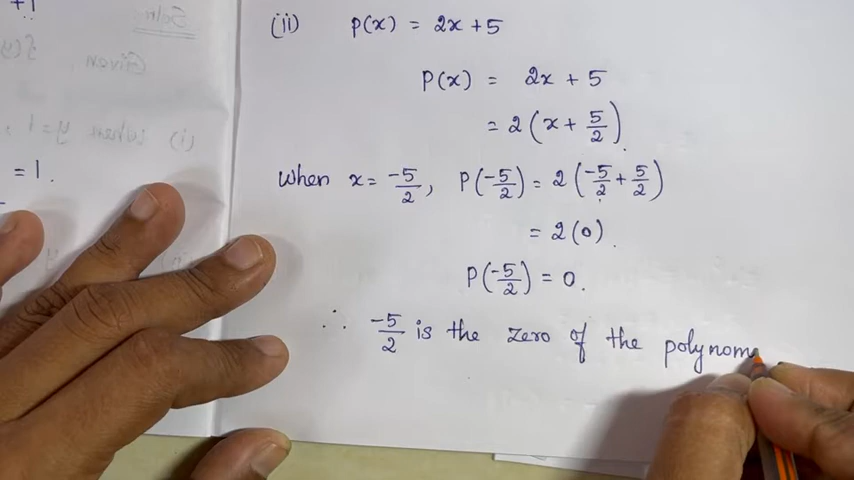 +1
= 1.
(ii) P(x) = 2x + 5
P(x) = 2x + 5
= 2 ( x + 5/2 ).
When x = -5/2, P(-5/2) = 2 ( -5/2 + 5/2 )
= 2 (0).
P(-5/2) = 0.
∴ -5/2 is the zero of the polynom